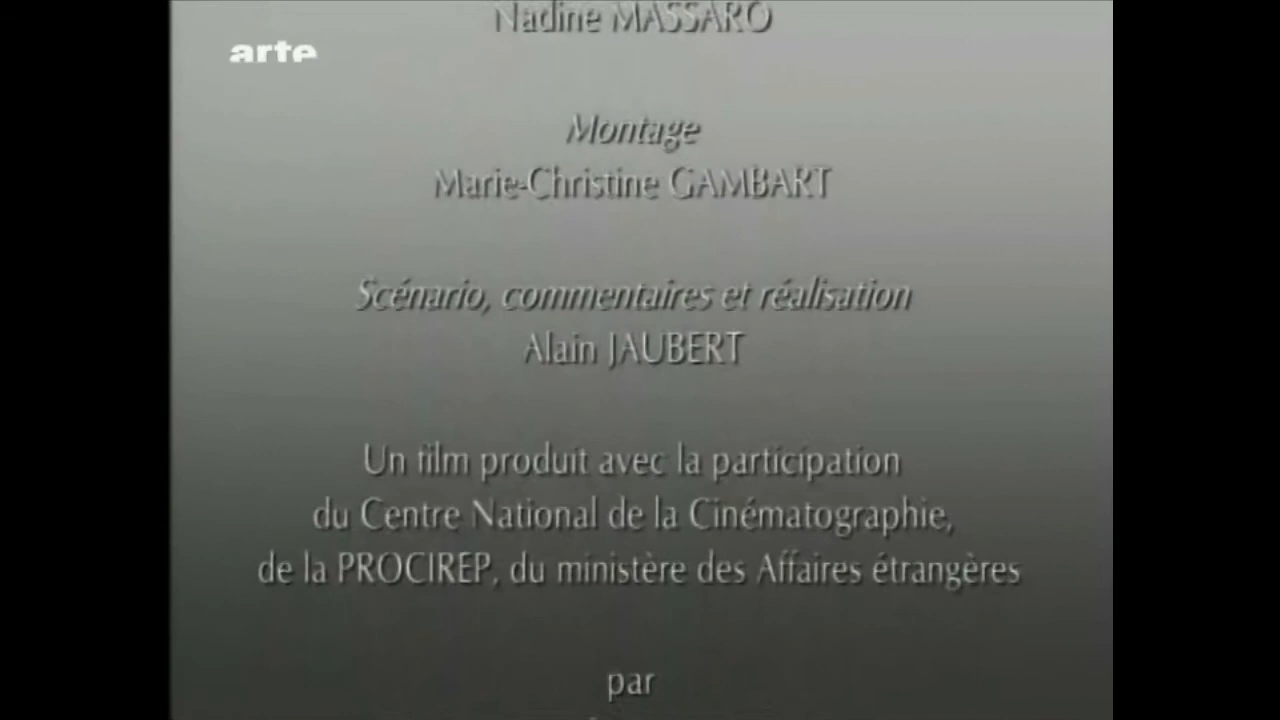 Nadine MASSARO
arte
Montage
Marie-Christine GAMBART
Scénario, commentaires et réalisation
Alain JAUBERT
Un film produit avec la participation
du Centre National de la Cinématographie,
de la PROCIREP, du ministère des Affaires étrangères
par